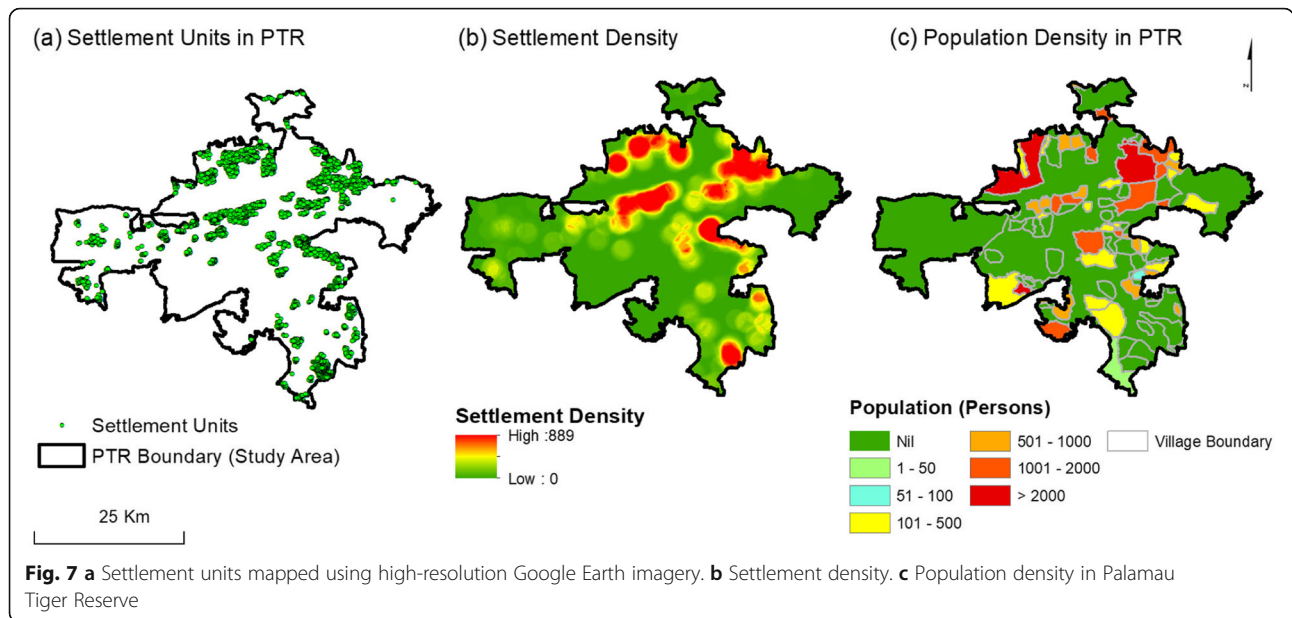 (a) Settlement Units in PTR
(b) Settlement Density
(c) Population Density in PTR
z
Settlement Units
PTR Boundary (Study Area)
25 Km
Settlement Density
High :889
Low : 0
Population (Persons)
Nil
1 - 50
51 - 100
101 - 500
501 - 1000
1001 - 2000
> 2000
Village Boundary
Fig. 7 a Settlement units mapped using high-resolution Google Earth imagery. b Settlement density. c Population density in Palamau
Tiger Reserve